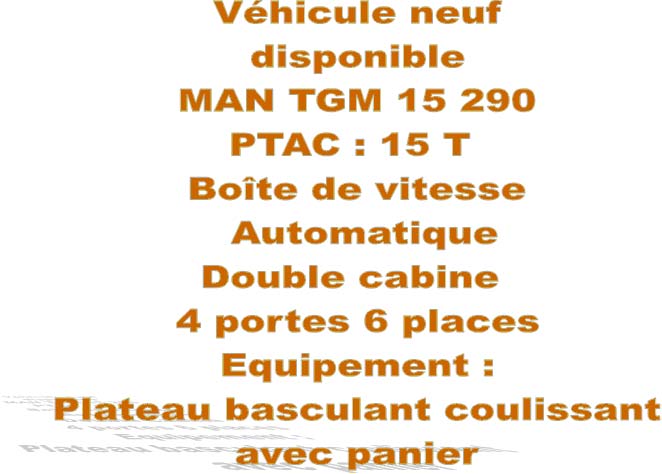 Véhicule neuf
disponible
MAN TGM 15 290
PTAC : 15 T
Boîte de vitesse
Automatique
Double cabine
4 portes 6 places
Equipement :
Plateau basculant coulissant
avec panier